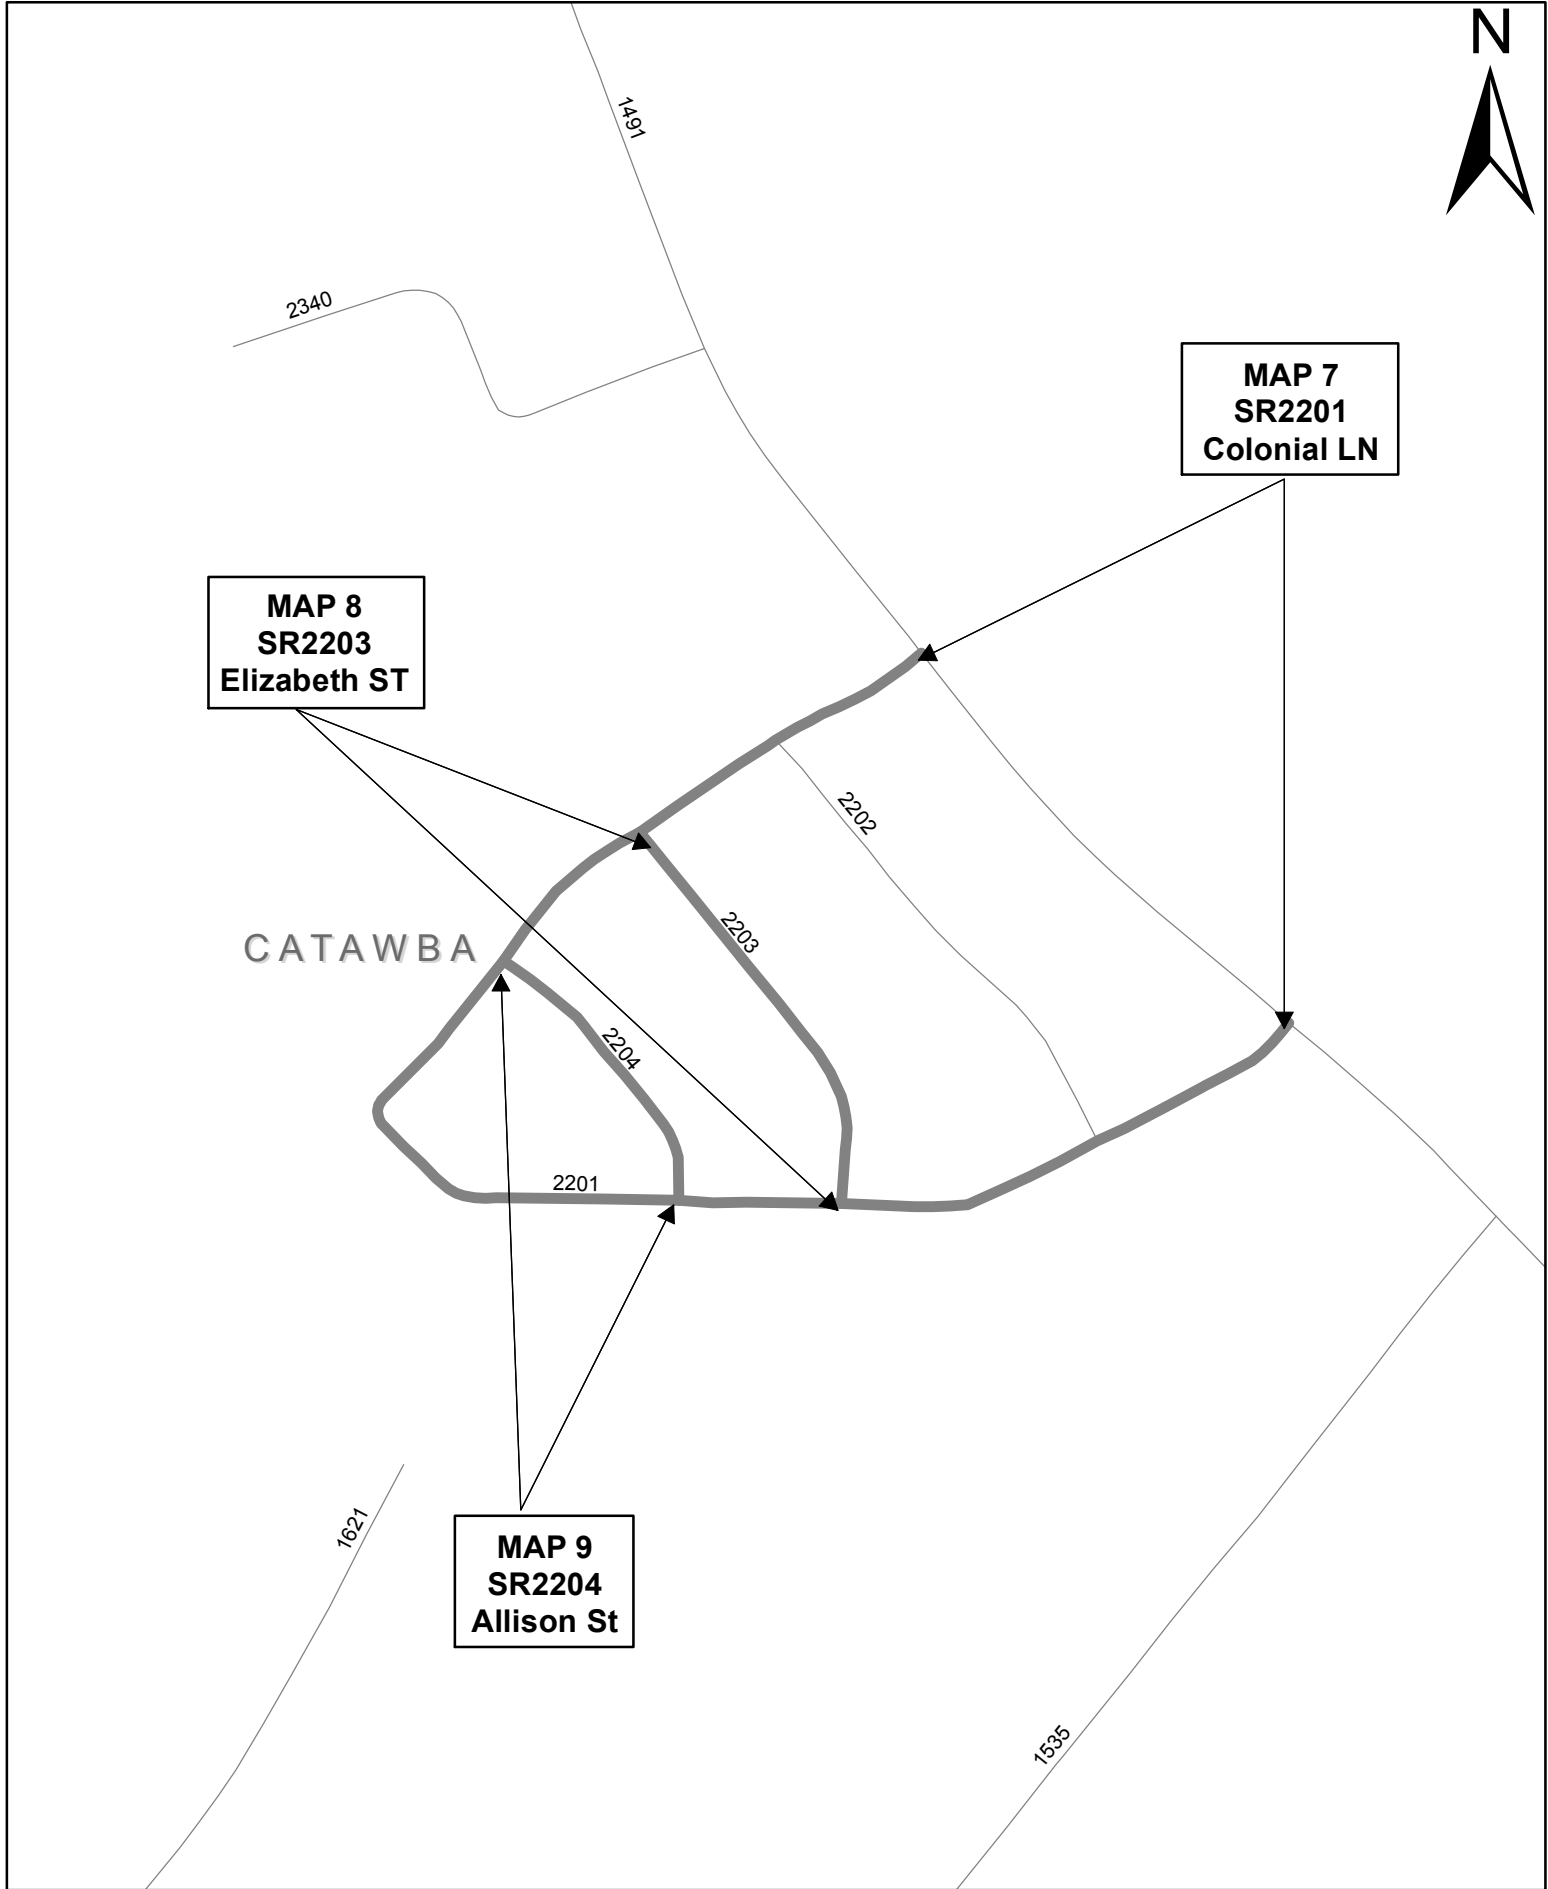 N
1491
2340
MAP 7
SR2201
Colonial LN
MAP 8
SR2203
Elizabeth ST
2202
2203
CATAWBA
2204
2201
1621
MAP 9
SR2204
Allison St
1535